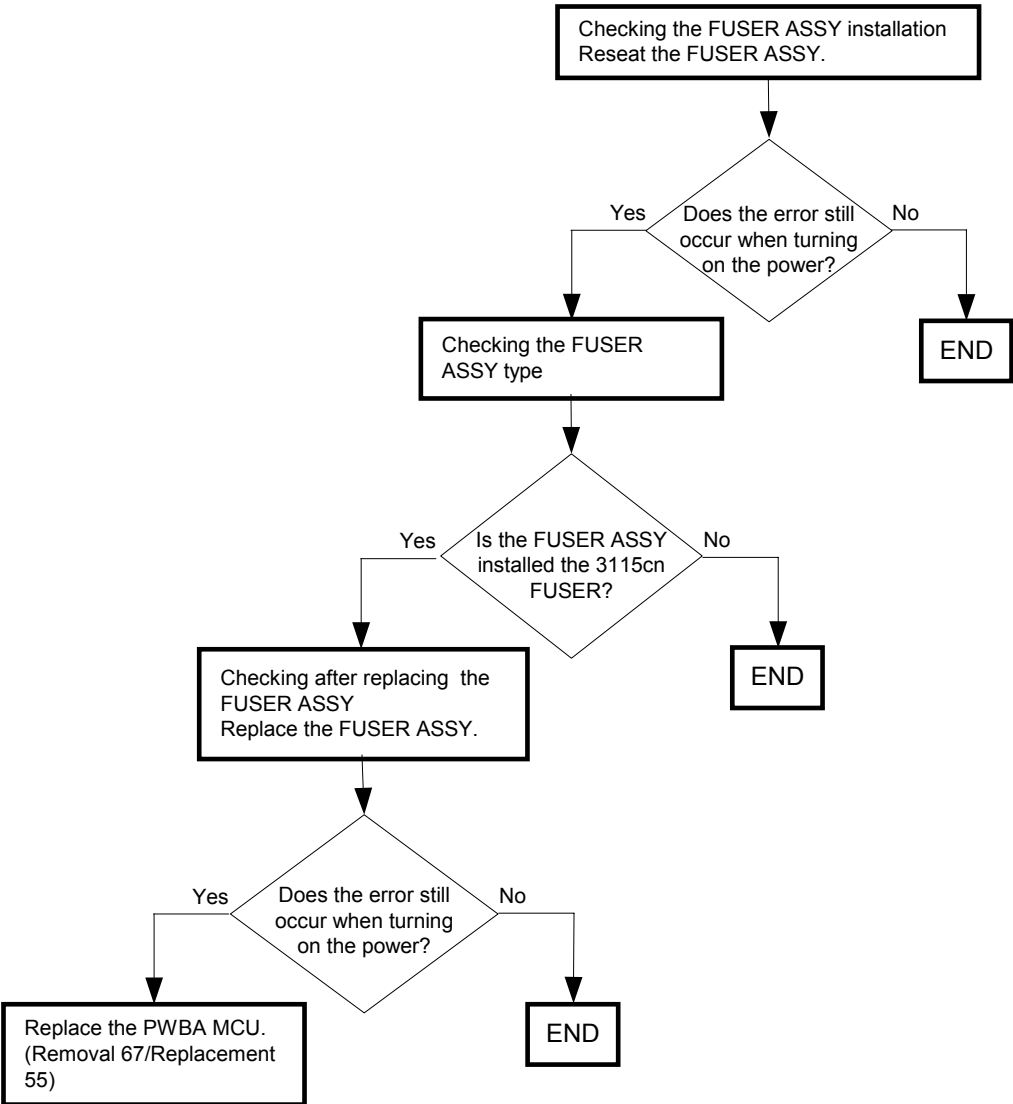 Checking the FUSER ASSY installation
Reseat the FUSER ASSY.
Yes
Does the error still
occur when turning
on the power?
No
Checking the FUSER
ASSY type
END
Yes
Is the FUSER ASSY
installed the 3115cn
FUSER?
No
Checking after replacing  the
FUSER ASSY
Replace the FUSER ASSY.
END
Yes
Does the error still
occur when turning
on the power?
No
Replace the PWBA MCU.
(Removal 67/Replacement
55)
END